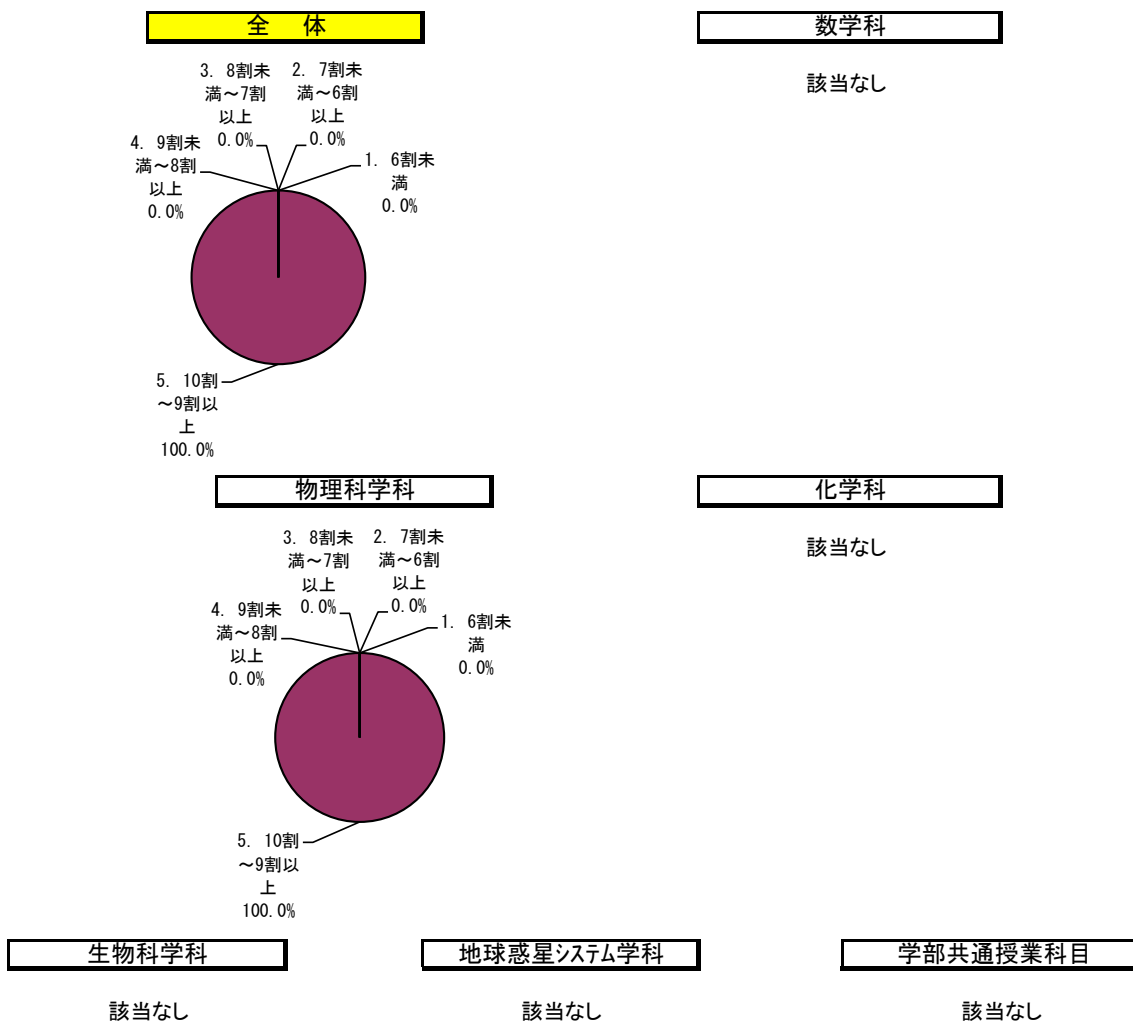 全　体
3. 8割未
満～7割
以上
0.0%
2. 7割未
満～6割
以上
0.0%
4. 9割未
満～8割
以上
0.0%
1. 6割未
満
0.0%
5. 10割
～9割以
上
100.0%
数学科
該当なし
物理科学科
3. 8割未
満～7割
以上
0.0%
2. 7割未
満～6割
以上
0.0%
4. 9割未
満～8割
以上
0.0%
1. 6割未
満
0.0%
5. 10割
～9割以
上
100.0%
化学科
該当なし
生物科学科
該当なし
地球惑星ｼｽﾃﾑ学科
該当なし
学部共通授業科目
該当なし